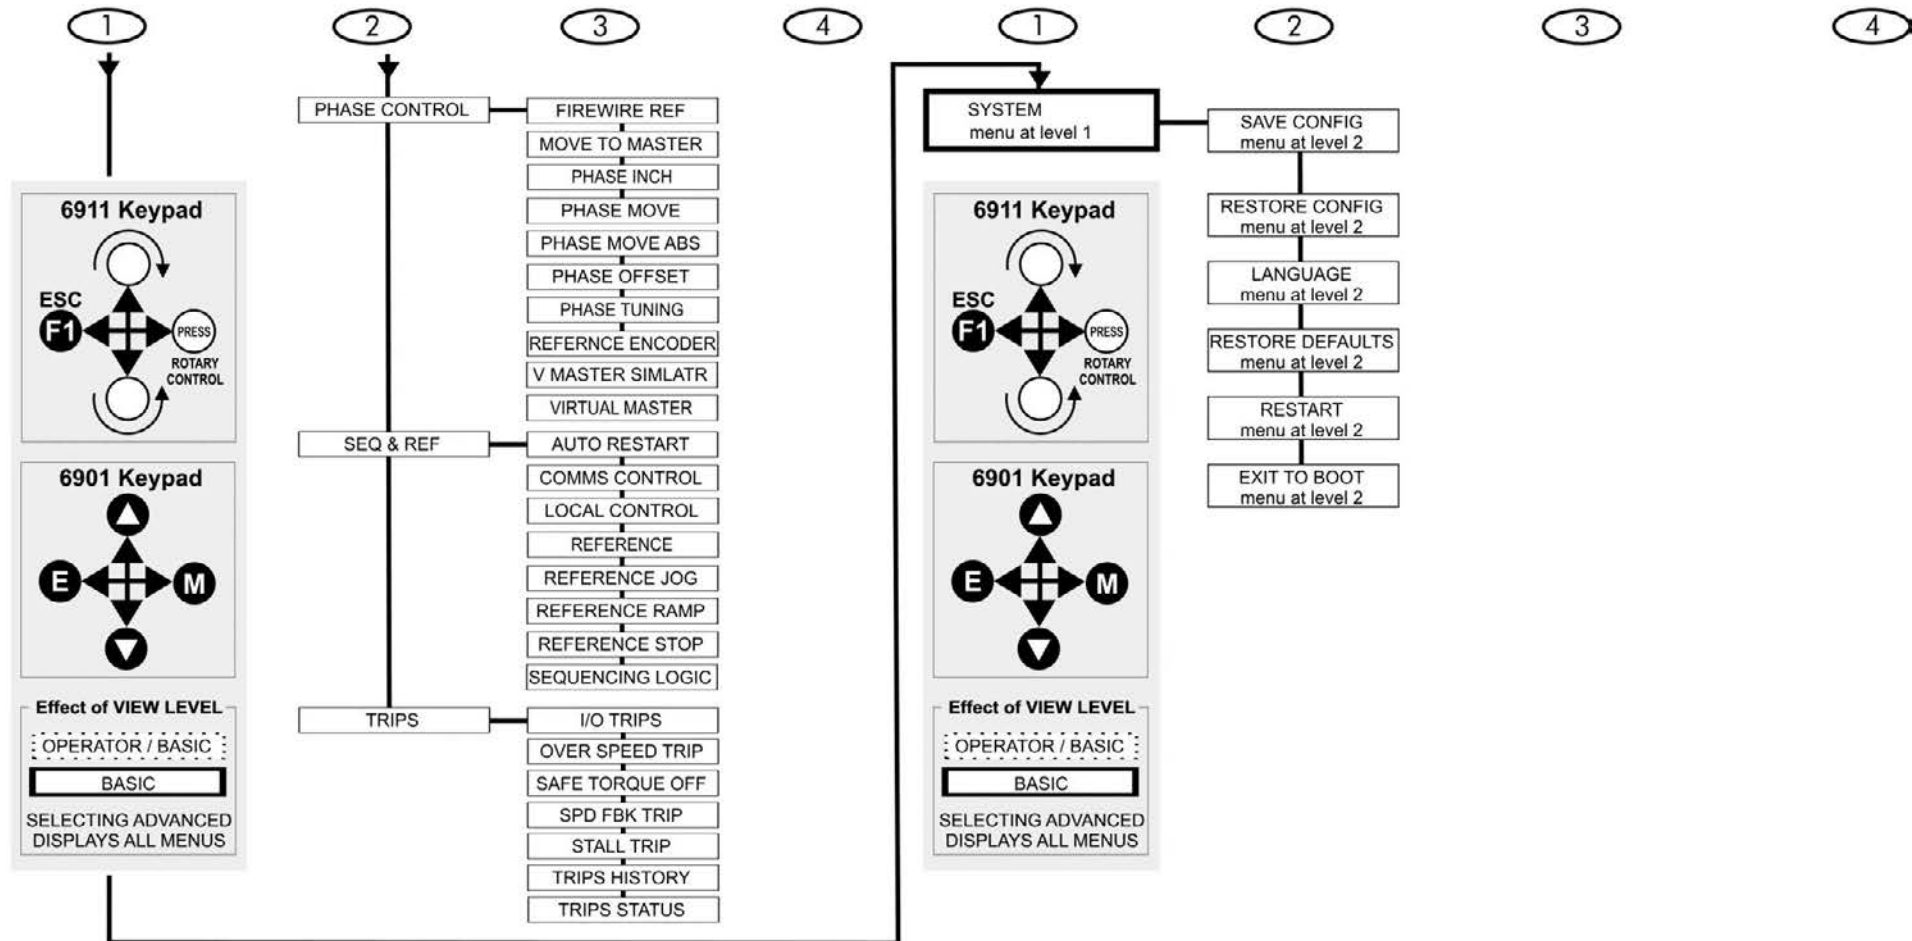 1
2
3
4
1
2
3
4
PHASE CONTROL
FIREWIRE REF
MOVE TO MASTER
PHASE INCH
PHASE MOVE
PHASE MOVE ABS
PHASE OFFSET
PHASE TUNING
REFERNCE ENCODER
V MASTER SIMLATR
VIRTUAL MASTER
SEQ & REF
AUTO RESTART
COMMS CONTROL
LOCAL CONTROL
REFERENCE
REFERENCE JOG
REFERENCE RAMP
REFERENCE STOP
SEQUENCING LOGIC
TRIPS
I/O TRIPS
OVER SPEED TRIP
SAFE TORQUE OFF
SPD FBK TRIP
STALL TRIP
TRIPS HISTORY
TRIPS STATUS
6911 Keypad
ESC
F1
PRESS
ROTARY
CONTROL
6901 Keypad
E
M
Effect of VIEW LEVEL
OPERATOR / BASIC
BASIC
SELECTING ADVANCED
DISPLAYS ALL MENUS
SYSTEM
menu at level 1
SAVE CONFIG
menu at level 2
RESTORE CONFIG
menu at level 2
LANGUAGE
menu at level 2
RESTORE DEFAULTS
menu at level 2
RESTART
menu at level 2
EXIT TO BOOT
menu at level 2
6911 Keypad
ESC
F1
PRESS
ROTARY
CONTROL
6901 Keypad
E
M
Effect of VIEW LEVEL
OPERATOR / BASIC
BASIC
SELECTING ADVANCED
DISPLAYS ALL MENUS